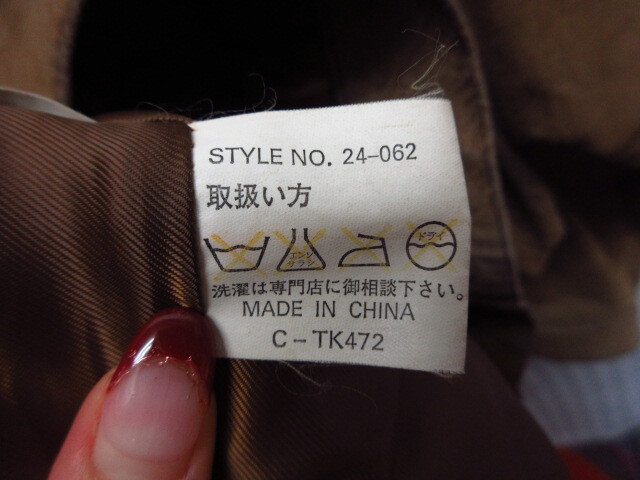 STYLE NO. 24-062
取扱い方
エンソ サラシ ドライ
洗濯は専門店に御相談下さい。
MADE IN CHINA
C-TK472